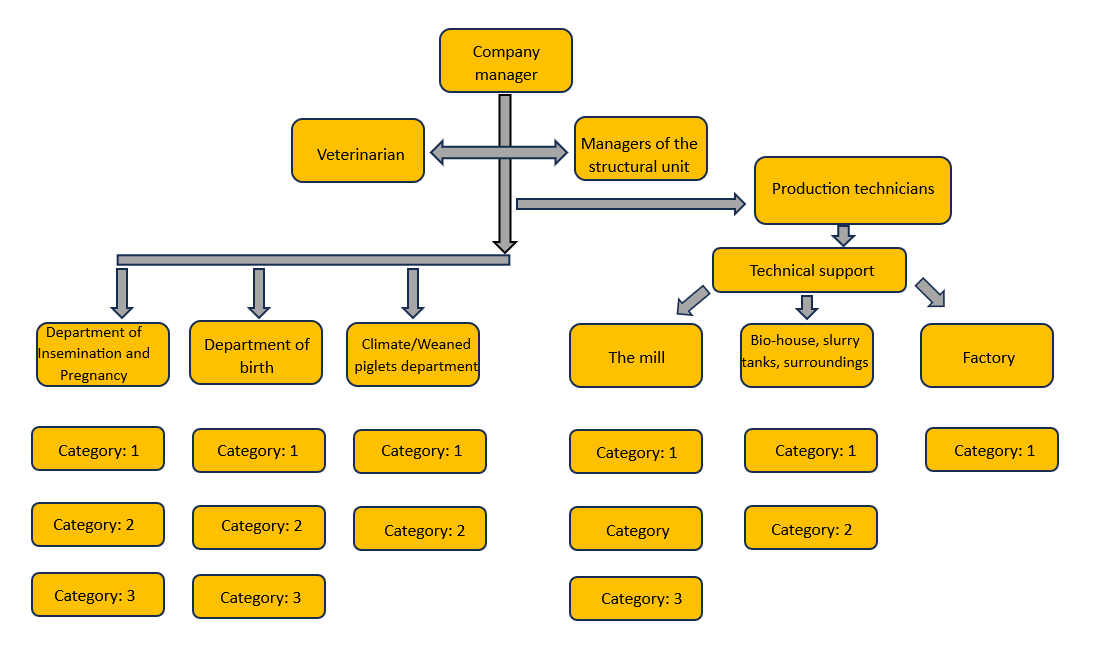 Company
manager
Veterinarian
Managers of the
structural unit
Production technicians
Technical support
Department of
Insemination and
Pregnancy
Department of
birth
Climate/Weaned
piglets department
The mill
Bio-house, slurry
tanks, surroundings
Factory
Category: 1
Category: 1
Category: 1
Category: 1
Category: 1
Category: 1
Category: 2
Category: 2
Category: 2
Category
Category: 2
Category: 3
Category: 3
Category: 3